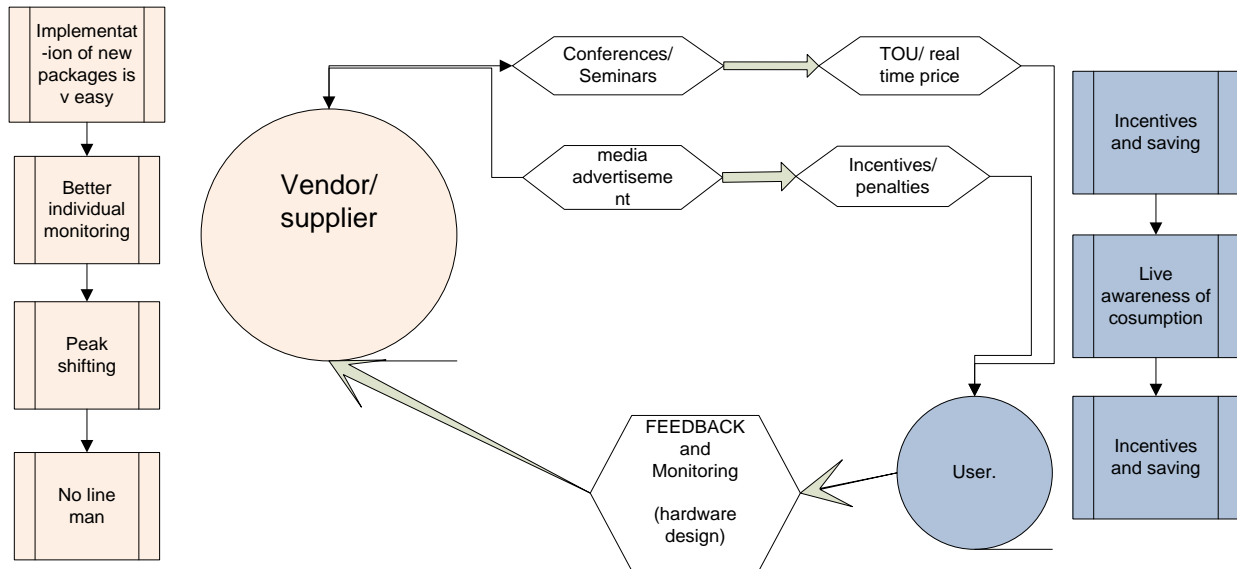 Implementat
-ion of new
packages is
v easy
Better
individual
monitoring
Peak
shifting
No line
man
Vendor/
supplier
Conferences/
Seminars
TOU/ real
time price
media
advertiseme
nt
Incentives/
penalties
FEEDBACK
and
Monitoring
(hardware
design)
User.
Incentives
and saving
Live
awareness of
cosumption
Incentives
and saving